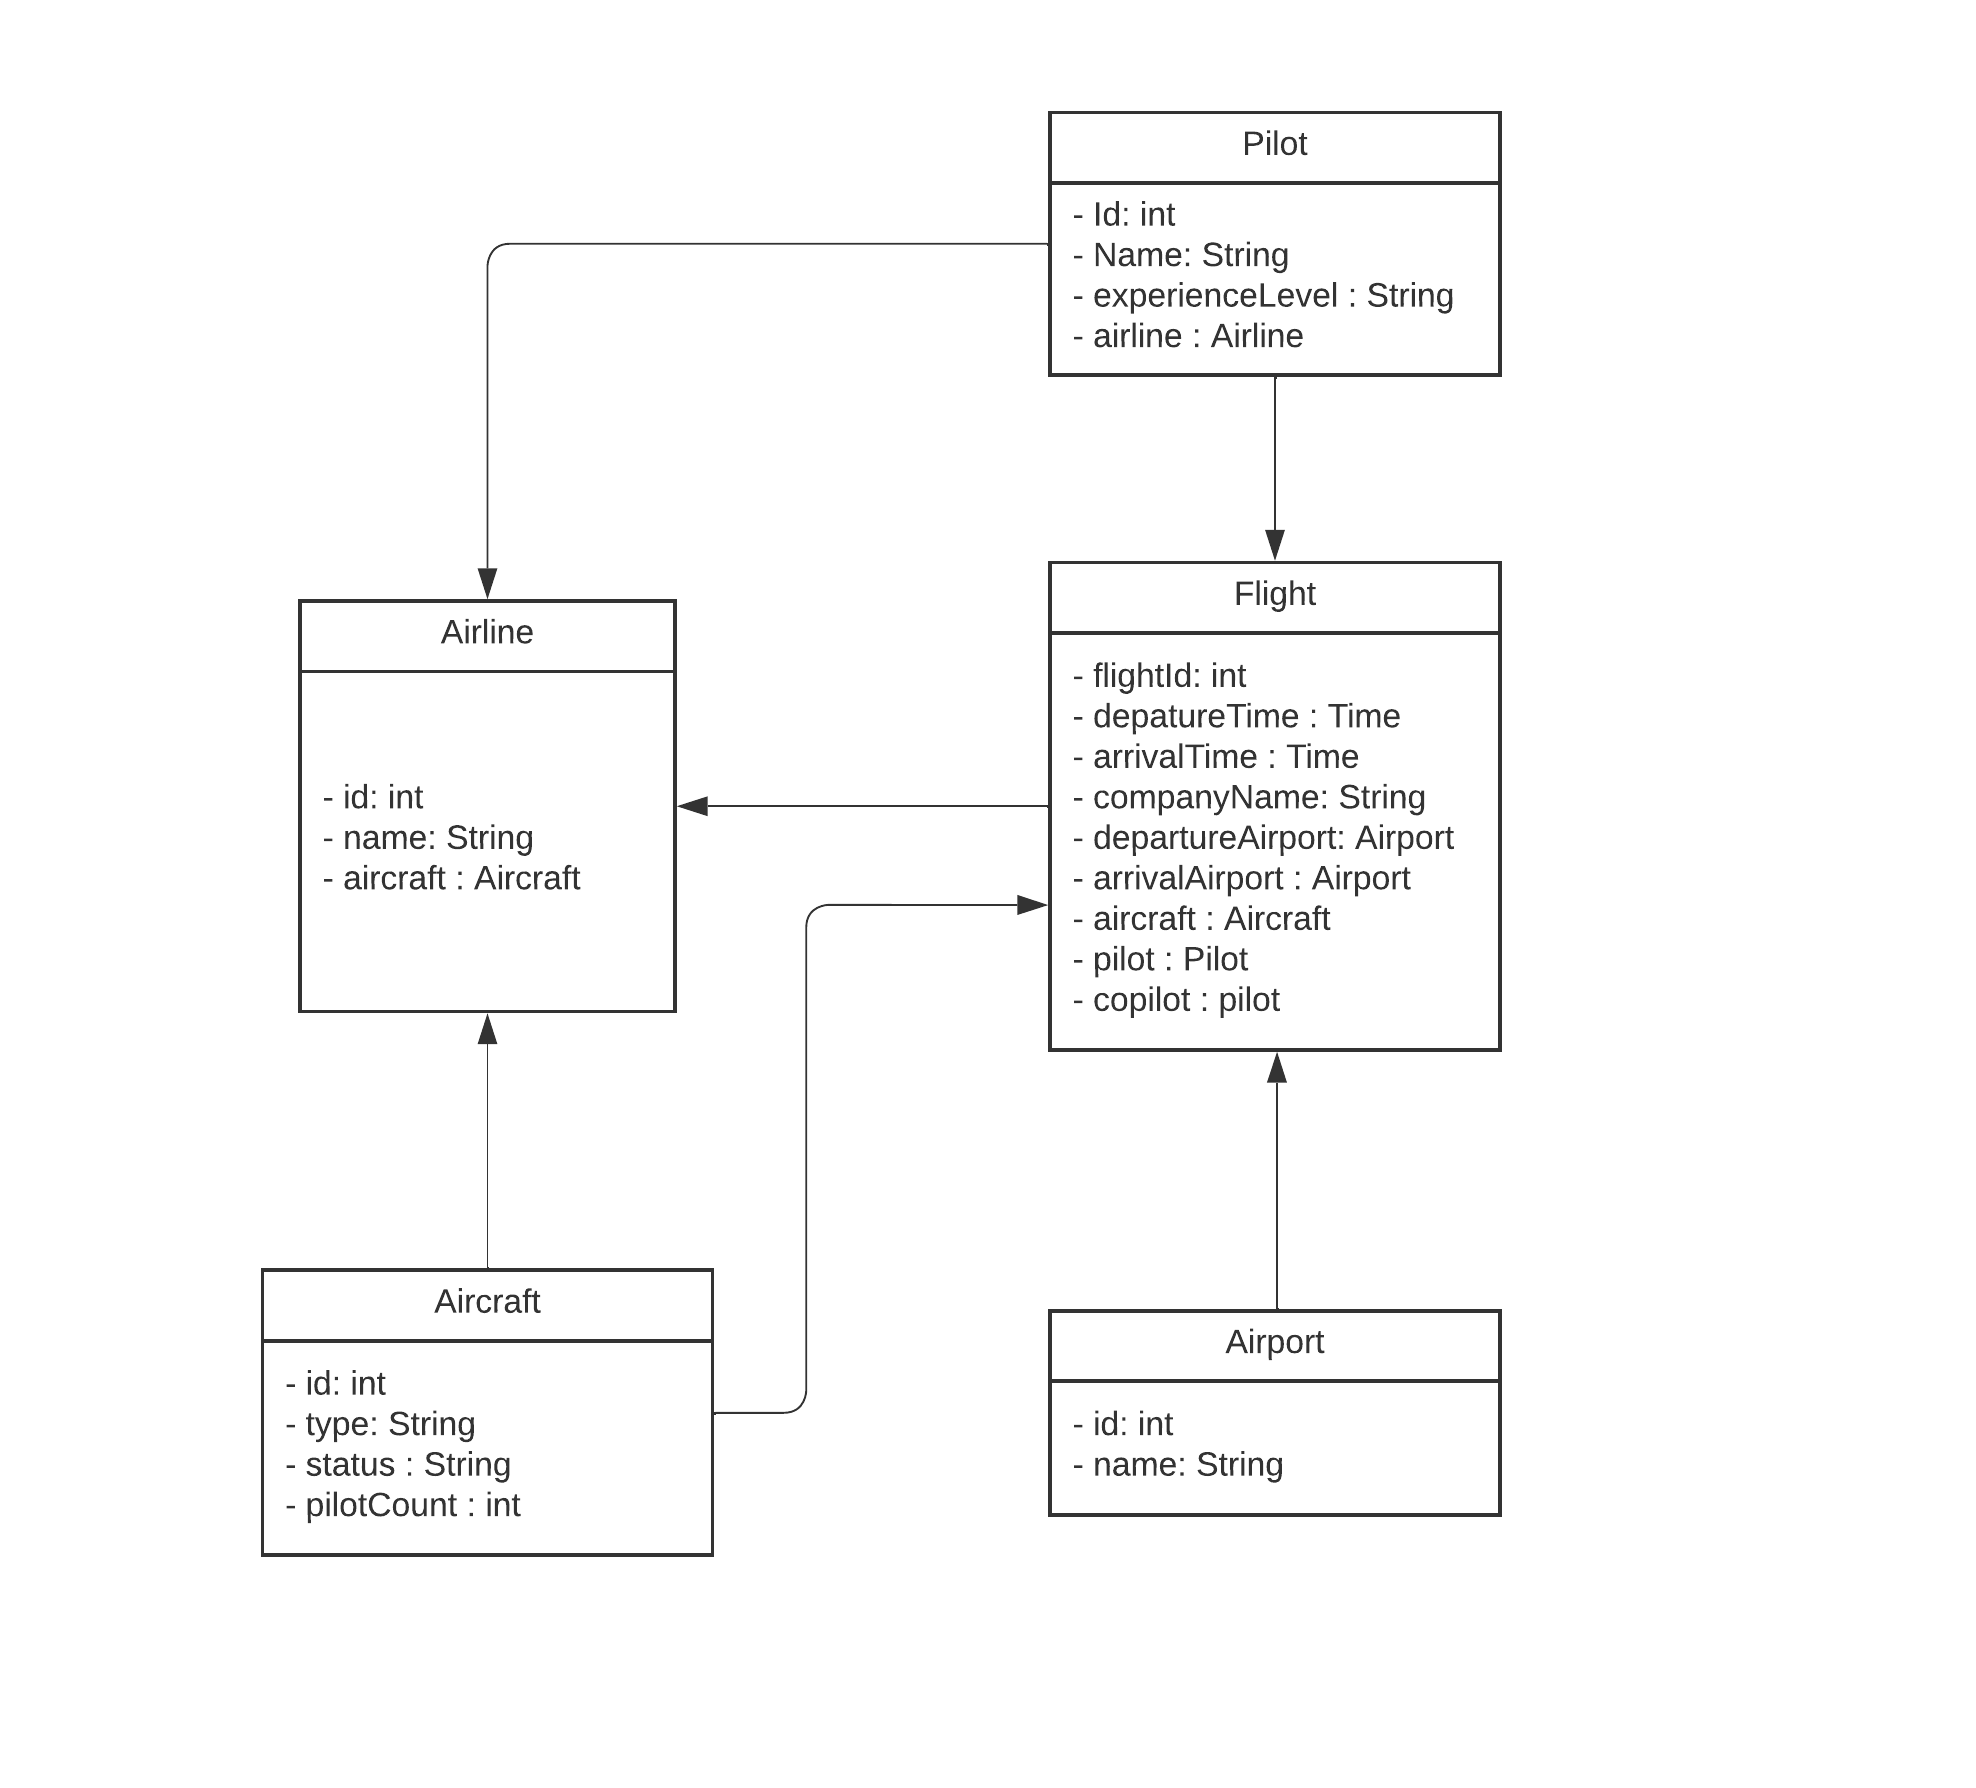 Pilot
- Id: int
- Name: String
- experienceLevel : String
- airline : Airline
Airline
- id: int
- name: String
- aircraft : Aircraft
Flight
- flightId: int
- depatureTime : Time
- arrivalTime : Time
- companyName: String
- departureAirport: Airport
- arrivalAirport : Airport
- aircraft : Aircraft
- pilot : Pilot
- copilot : pilot
Aircraft
- id: int
- type: String
- status : String
- pilotCount : int
Airport
- id: int
- name: String